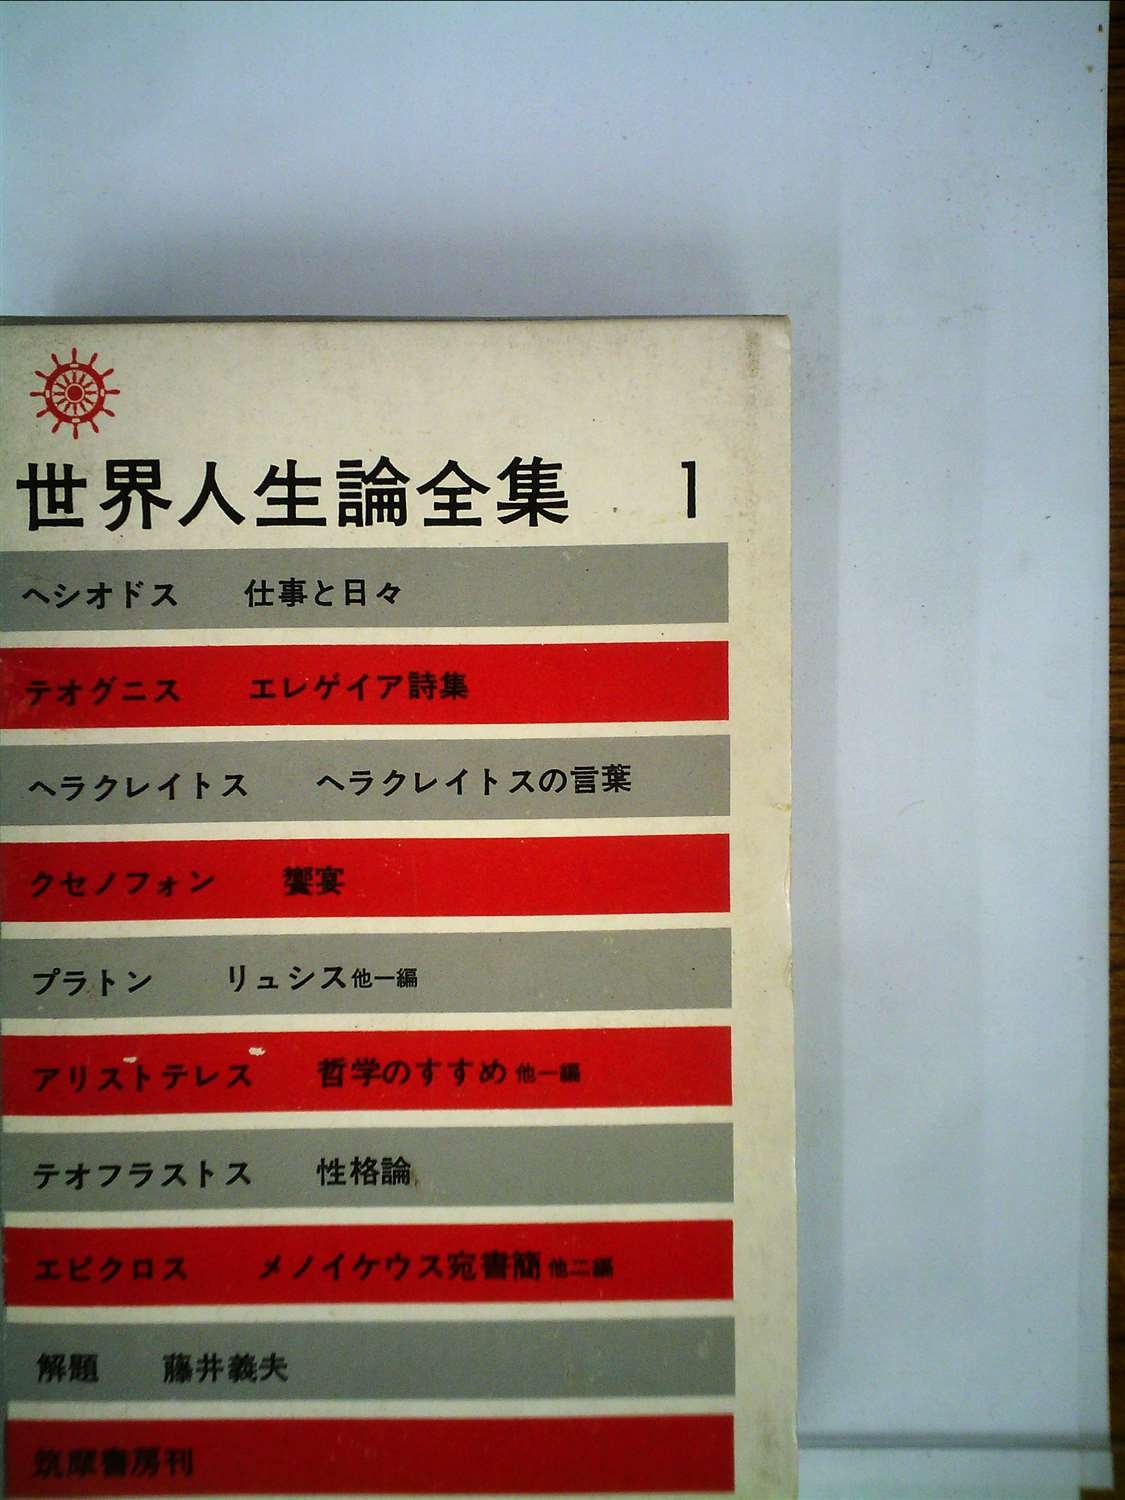 世界人生論全集 1
ヘシオドス 仕事と日々
テオグニス エレゲイア詩集
ヘラクレイトス ヘラクレイトスの言葉
クセノフォン 饗宴
プラトン リュシス他一編
アリストテレス 哲学のすすめ他一編
テオフラストス 性格論
エピクロス メノイケウス宛書簡他二編
解題 藤井義夫
筑摩書房刊